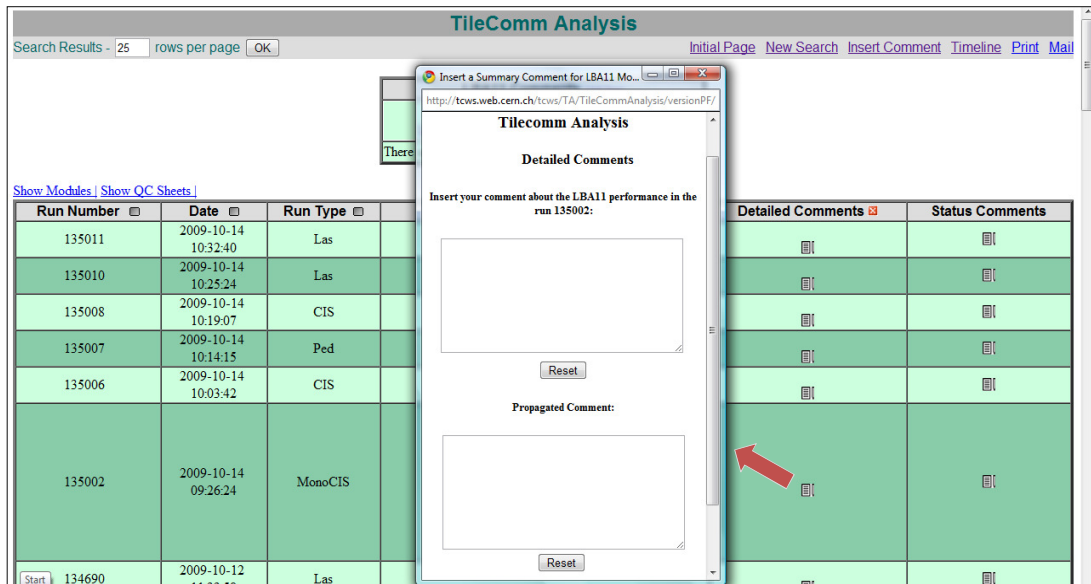 TileComm Analysis
Search Results - 25 rows per page OK
Initial Page New Search Insert Comment Timeline Print Mail
Insert a Summary Comment for LBA11 Mo...
http://tcws.web.cern.ch/tcws/TA/TileCommAnalysis/versionPF/
Tilecomm Analysis
Detailed Comments
Insert your comment about the LBA11 performance in the
run 135002:
Reset
Propagated Comment:
Reset
There
Show Modules | Show QC Sheets |
Run Number Date Run Type Detailed Comments Status Comments
135011 2009-10-14 10:32:40 Las
135010 2009-10-14 10:25:24 Las
135008 2009-10-14 10:19:07 CIS
135007 2009-10-14 10:14:15 Ped
135006 2009-10-14 10:03:42 CIS
135002 2009-10-14 09:26:24 MonoCIS
Start 134690 2009-10-12 Las